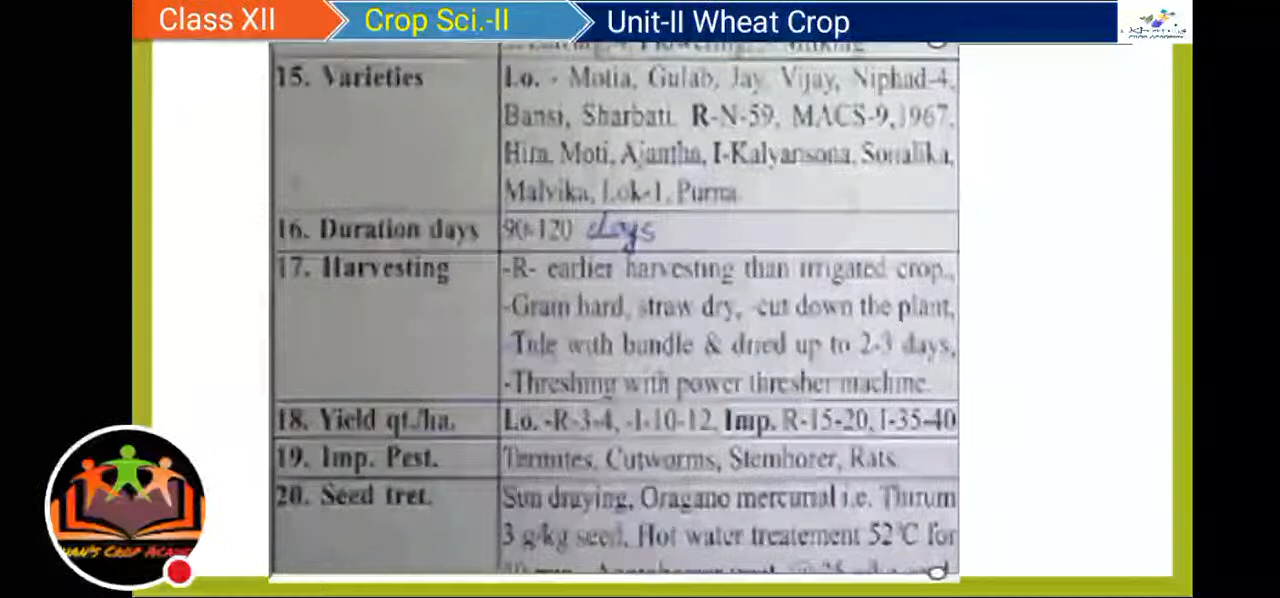 Class XII
Crop Sci.-II
Unit-II Wheat Crop
15. Varieties
Lo. - Motia, Gulab, Jay, Vijay, Niphad-4,
Bansi, Sharbati. R-N-59, MACS-9,1967,
Hira, Moti, Ajantha, I-Kalyansona, Sonalika,
Malvika, Lok-1, Purna
16. Duration days
90-120 days
17. Harvesting
-R- earlier harvesting than irrigated crop.,
-Grain hard, straw dry, -cut down the plant,
with bundle & dried up to 2-3 days,
-Threshing with power thresher machine.
18. Yield qt./ha.
Lo. -R-3-4, -I-10-12, Imp. R-15-20, I-35-40
19. Imp. Pest.
Termites, Cutworms, Stemborer, Rats.
20. Seed tret.
Sun draying, Oragano mercurial i.e. Thirum
3 g/kg seed, Hot water treatement 52°C for